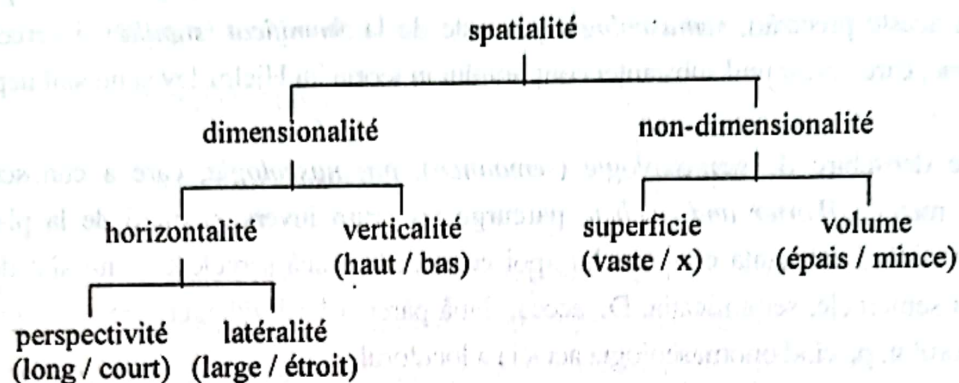 spatialité
dimensionalité non-dimensionalité
horizontalité verticalité superficie volume
(haut / bas) (vaste / x) (épais / mince)
perspectivité latéralité
(long / court) (large / étroit)